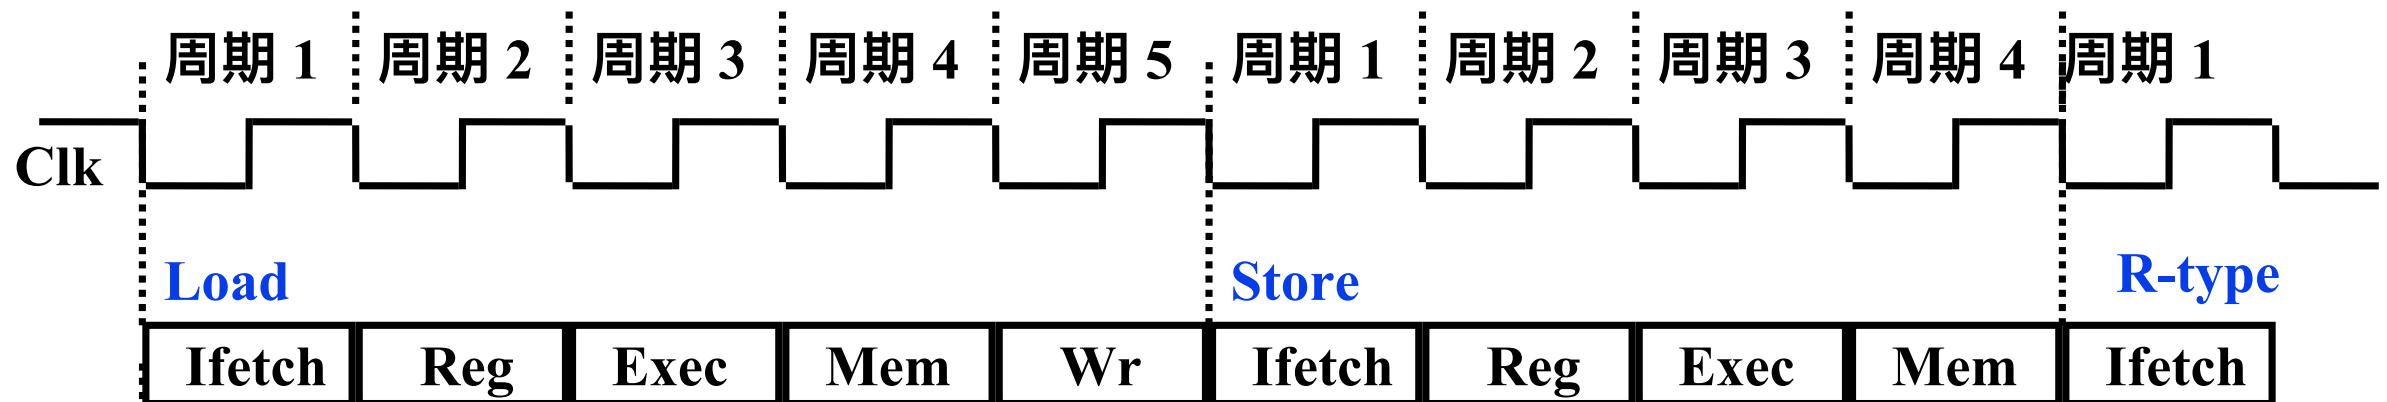 周期 1 周期 2 周期 3 周期 4 周期 5 周期 1 周期 2 周期 3 周期 4 周期 1
Clk
Load Store R-type
Ifetch Reg Exec Mem Wr Ifetch Reg Exec Mem Ifetch